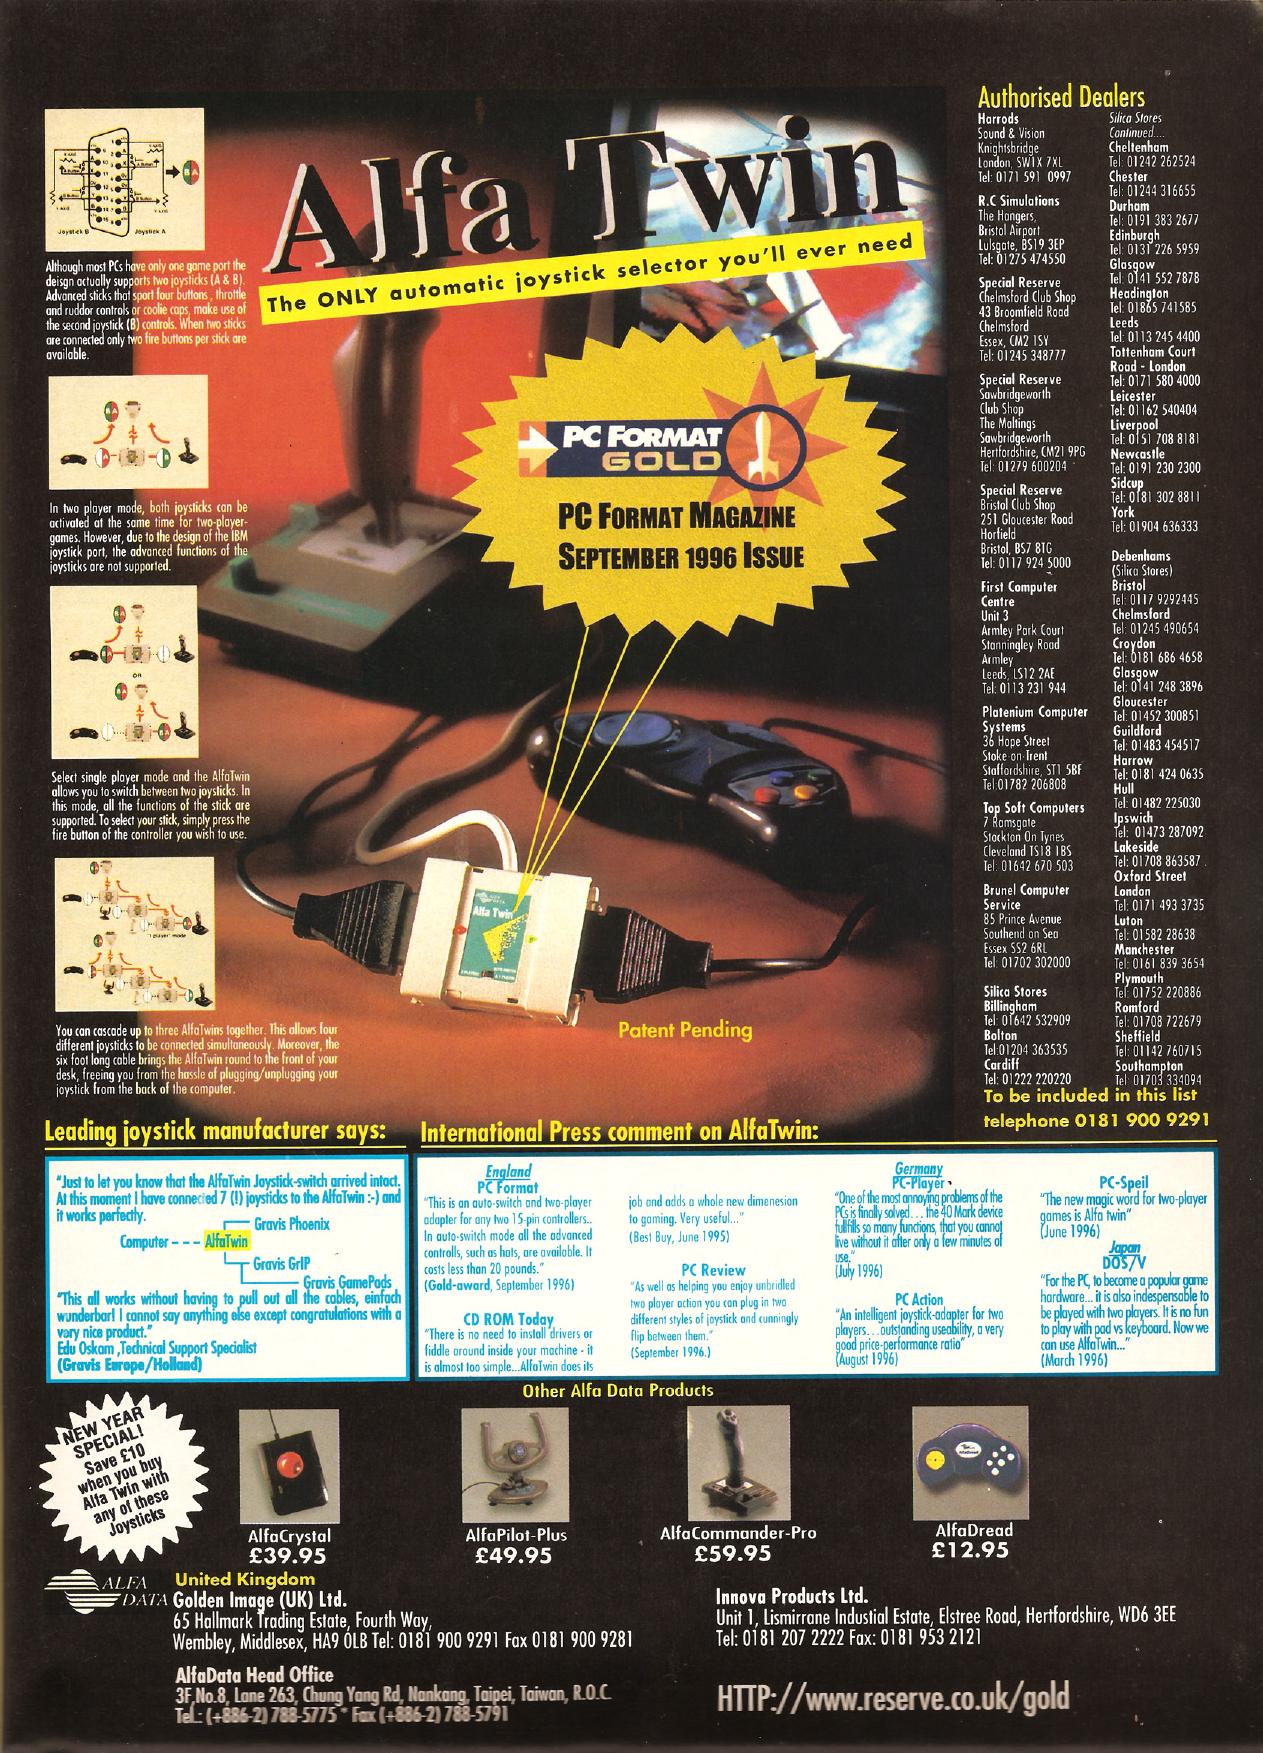 Alfa Twin
The ONLY automatic joystick selector you'll ever need
Joystick B Joystick A
Although most PCs have only one game port the
deisgn actually supports two joysticks (A & B).
Advanced sticks that sport four buttons , throttle
and ruddor controls or coolie caps, make use of
the second joystick (B) controls. When two sticks
are connected only two fire buttons per stick are
available.
In two player mode, both joysticks can be
activated at the same time for two-player-
games. However, due to the design of the IBM
joystick port, the advanced functions of the
joysticks are not supported.
OR
Select single player mode and the AlfaTwin
allows you to switch between two joysticks. In
this mode, all the functions of the stick are
supported. To select your stick, simply press the
fire button of the controller you wish to use.
"1 player" mode
You can cascade up to three AlfaTwins together. This allows four
different joysticks to be connected simultaneously. Moreover, the
six foot long cable brings the AlfaTwin round to the front of your
desk, freeing you from the hassle of plugging/unplugging your
joystick from the back of the computer.
PC FORMAT
GOLD
PC FORMAT MAGAZINE
SEPTEMBER 1996 ISSUE
ALFA DATA
Alfa Twin
Patent Pending
Authorised Dealers
Harrods
Sound & Vision
Knightsbridge
London, SW1X 7XL
Tel: 0171 591 0997
R.C Simulations
The Hangers,
Bristol Airport
Lulsgate, BS19 3EP
Tel: 01275 474550
Special Reserve
Chelmsford Club Shop
43 Broomfield Road
Chelmsford
Essex, CM2 1SY
Tel: 01245 348777
Special Reserve
Sawbridgeworth
Club Shop
The Maltings
Sawbridgeworth
Hertfordshire, CM21 9PG
Tel: 01279 600204
Special Reserve
Bristol Club Shop
251 Gloucester Road
Horfield
Bristol, BS7 8TG
Tel: 0117 924 5000
First Computer
Centre
Unit 3
Armley Park Court
Stanningley Road
Armley
Leeds, LS12 2AE
Tel: 0113 231 944
Platenium Computer
Systems
36 Hope Street
Stoke-on-Trent
Staffordshire, ST1 5BF
Tel:01782 206808
Top Soft Computers
7 Ramsgate
Stockton On Tynes
Cleveland TS18 1BS
Tel: 01642 670 503
Brunel Computer
Service
85 Prince Avenue
Southend on Sea
Essex SS2 6RL
Tel: 01702 302000
Silica Stores
Billingham
Tel: 01642 532909
Bolton
Tel:01204 363535
Cardiff
Tel: 01222 220220
Silica Stores
Continued....
Cheltenham
Tel: 01242 262524
Chester
Tel: 01244 316655
Durham
Tel: 0191 383 2677
Edinburgh
Tel: 0131 226 5959
Glasgow
Tel: 0141 552 7878
Headington
Tel: 01865 741585
Leeds
Tel: 0113 245 4400
Tottenham Court
Road - London
Tel: 0171 580 4000
Leicester
Tel: 01162 540404
Liverpool
Tel: 0151 708 8181
Newcastle
Tel: 0191 230 2300
Sidcup
Tel: 0181 302 8811
York
Tel: 01904 636333
Debenhams
(Silica Stores)
Bristol
Tel: 0117 9292445
Chelmsford
Tel: 01245 490654
Croydon
Tel: 0181 686 4658
Glasgow
Tel: 0141 248 3896
Gloucester
Tel: 01452 300851
Guildford
Tel: 01483 454517
Harrow
Tel: 0181 424 0635
Hull
Tel: 01482 225030
Ipswich
Tel: 01473 287092
Lakeside
Tel: 01708 863587
Oxford Street
London
Tel: 0171 493 3735
Luton
Tel: 01582 28638
Manchester
Tel: 0161 839 3654
Plymouth
Tel: 01752 220886
Romford
Tel: 01708 722679
Sheffield
Tel: 01142 760715
Southampton
Tel: 01703 334094
To be included in this list
telephone 0181 900 9291
Leading joystick manufacturer says:
"Just to let you know that the AlfaTwin Joystick-switch arrived intact.
At this moment I have connected 7 (!) joysticks to the AlfaTwin :-) and
it works perfectly.
Gravis Phoenix
Computer - - - AlfaTwin
Gravis GrIP
Gravis GamePads
"This all works without having to pull out all the cables, einfach
wunderbar! I cannot say anything else except congratulations with a
very nice product."
Edu Oskam ,Technical Support Specialist
(Gravis Europe/Holland)
International Press comment on AlfaTwin:
England
PC Format
"This is an auto-switch and two-player
adapter for any two 15-pin controllers..
In auto-switch mode all the advanced
controlls, such as hats, are available. It
costs less than 20 pounds."
(Gold-award, September 1996)
CD ROM Today
"There is no need to install drivers or
fiddle around inside your machine - it
is almost too simple...AlfaTwin does its
job and adds a whole new dimenesion
to gaming. Very useful..."
(Best Buy, June 1995)
PC Review
"As well as helping you enjoy unbridled
two player action you can plug in two
different styles of joystick and cunningly
flip between them."
(September 1996.)
Germany
PC-Player
"One of the most annoying problems of the
PCs is finally solved... the 40 Mark device
fullfills so many functions, that you cannot
live without it after only a few minutes of
use."
(July 1996)
PC Action
"An intelligent joystick-adapter for two
players...outstanding useability, a very
good price-performance ratio"
(August 1996)
PC-Speil
"The new magic word for two-player
games is Alfa twin"
(June 1996)
Japan
DOS/V
"For the PC, to become a popular game
hardware... it is also indespensable to
be played with two players. It is no fun
to play with pad vs keyboard. Now we
can use AlfaTwin..."
(March 1996)
Other Alfa Data Products
NEW YEAR
SPECIAL!
Save £10
when you buy
Alfa Twin with
any of these
Joysticks
AlfaCrystal
£39.95
AlfaPilot-Plus
£49.95
AlfaCommander-Pro
£59.95
AlfaDread
£12.95
ALFA
DATA
United Kingdom
Golden Image (UK) Ltd.
65 Hallmark Trading Estate, Fourth Way,
Wembley, Middlesex, HA9 0LB Tel: 0181 900 9291 Fax 0181 900 9281
AlfaData Head Office
3F,No.8, Lane 263, Chung Yang Rd, Nankang, Taipei, Taiwan, R.O.C.
Tel.: (+886-2) 788-5775 * Fax (+886-2) 788-5791
Innova Products Ltd.
Unit 1, Lismirrane Industial Estate, Elstree Road, Hertfordshire, WD6 3EE
Tel: 0181 207 2222 Fax: 0181 953 2121
HTTP://www.reserve.co.uk/gold